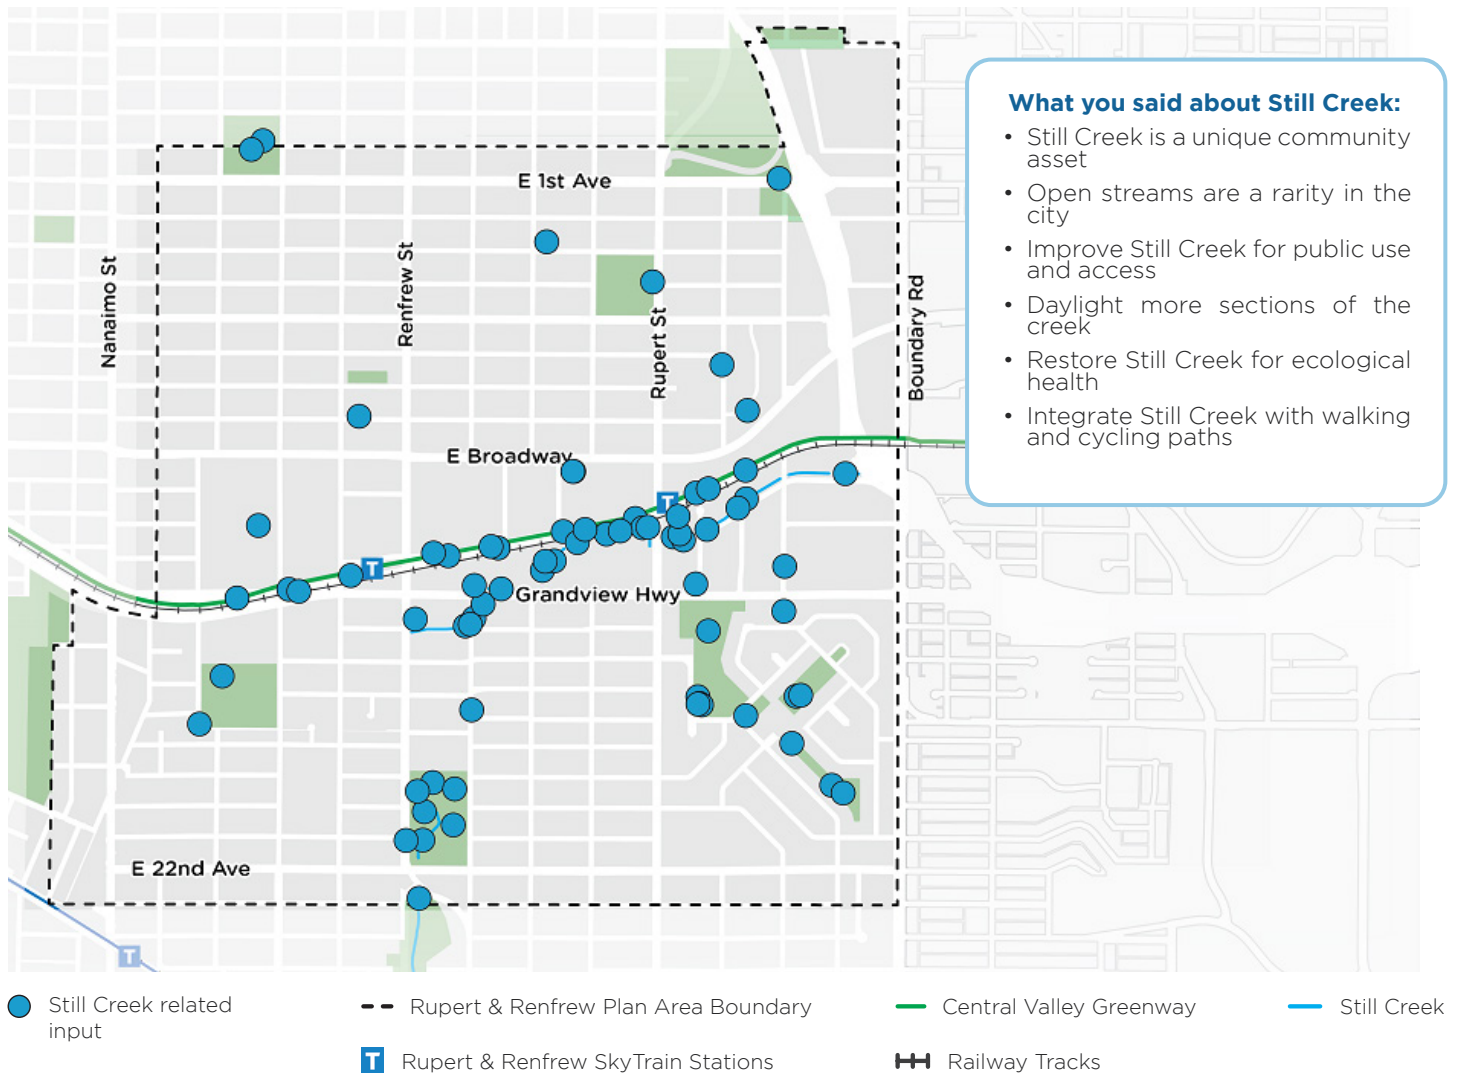 What you said about Still Creek:
• Still Creek is a unique community
asset
• Open streams are a rarity in the
city
• Improve Still Creek for public use
and access
• Daylight more sections of the
creek
• Restore Still Creek for ecological
health
• Integrate Still Creek with walking
and cycling paths
E 1st Ave
Nanaimo St
Renfrew St
Rupert St
Boundary Rd
E Broadway
T
T
Grandview Hwy
E 22nd Ave
T
Still Creek related
input
Rupert & Renfrew Plan Area Boundary
Central Valley Greenway
Still Creek
T Rupert & Renfrew SkyTrain Stations
Railway Tracks